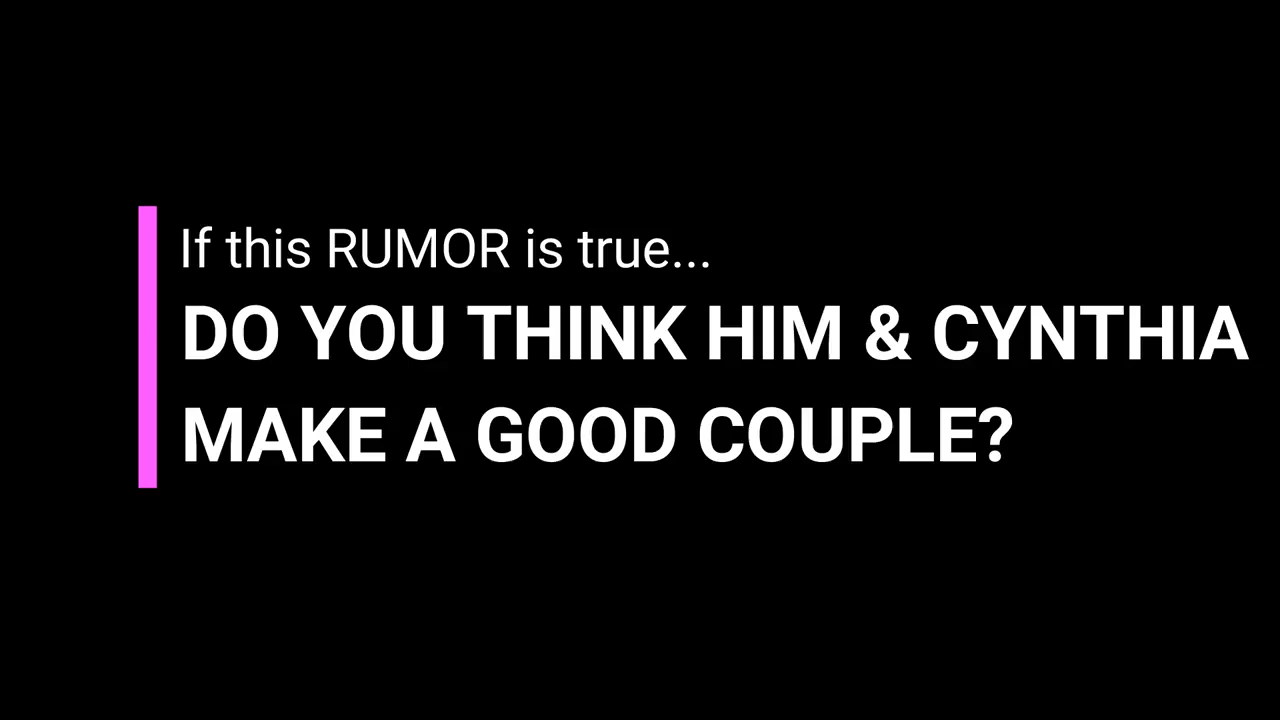 If this RUMOR is true...
DO YOU THINK HIM & CYNTHIA
MAKE A GOOD COUPLE?